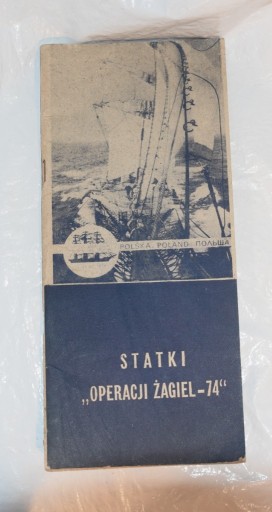 POLSKA POLAND ПОЛЬША
STATKI
„OPERACJI ŻAGIEL–74"